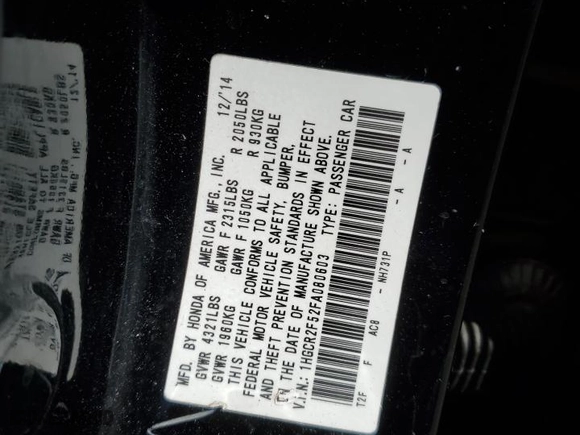 MFD. BY HONDA OF AMERICA MFG., INC. 12/'14
GVWR 4321LBS GAWR F 2315LBS R 2050LBS
GVWR 1960KG GAWR F 1050KG R 930KG
THIS VEHICLE CONFORMS TO ALL APPLICABLE
FEDERAL MOTOR VEHICLE SAFETY, BUMPER,
AND THEFT PREVENTION STANDARDS IN EFFECT
ON THE DATE OF MANUFACTURE SHOWN ABOVE.
V.I.N.: 1HGCR2F52FA080603 TYPE: PASSENGER CAR
T2F F AC8 - NH731P - A - A